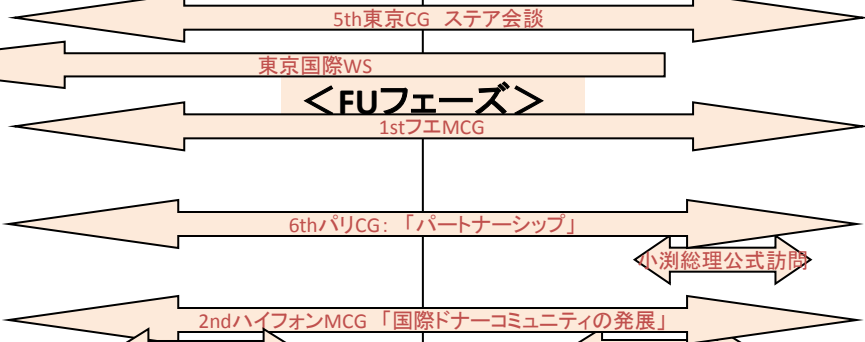 5th東京CG ステア会談
東京国際WS
＜FUフェーズ＞
1stフエMCG
6thパリCG：「パートナーシップ」
小渕総理公式訪問
2ndハイフォンMCG「国際ドナーコミュニティの発展」